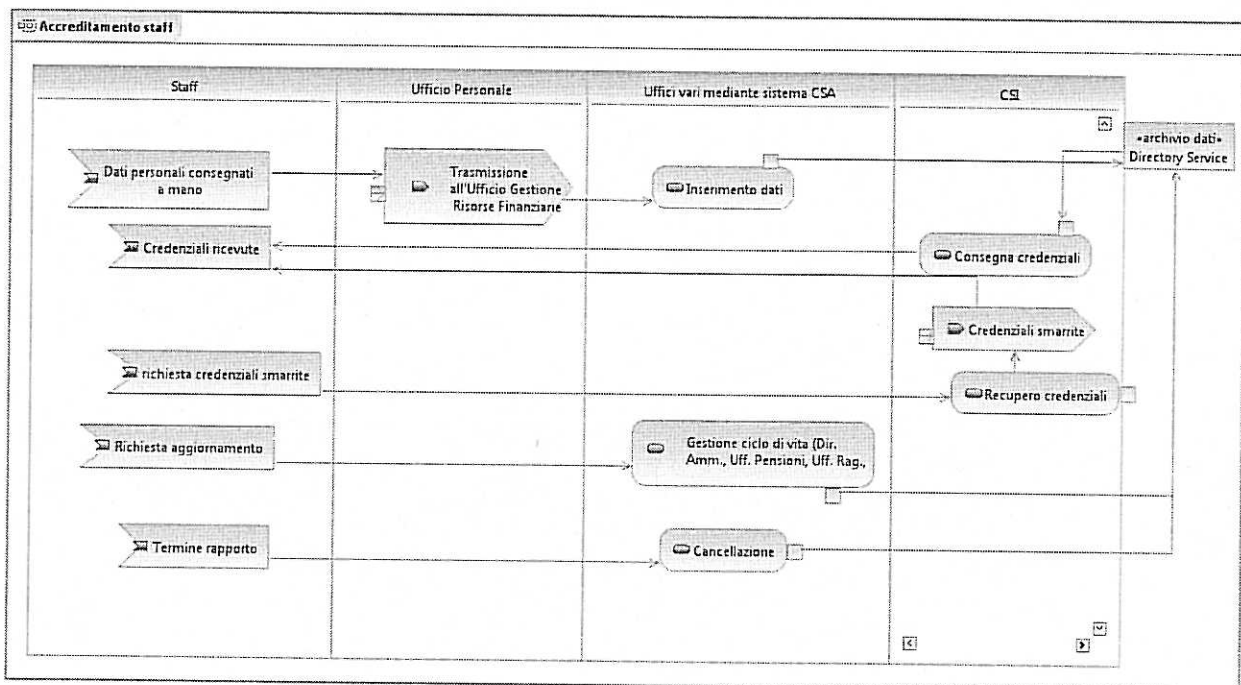 Accreditamento staff
Staff
Ufficio Personale
Uffici vari mediante sistema CSA
CSI
«archivio dati»
Directory Service
Dati personali consegnati
a mano
Trasmissione
all'Ufficio Gestione
Risorse Finanziarie
Inserimento dati
Credenziali ricevute
Consegna credenziali
Credenziali smarrite
richiesta credenziali smarrite
Recupero credenziali
Richiesta aggiornamento
Gestione ciclo di vita (Dir.
Amm., Uff. Pensioni, Uff. Rag.,
Termine rapporto
Cancellazione